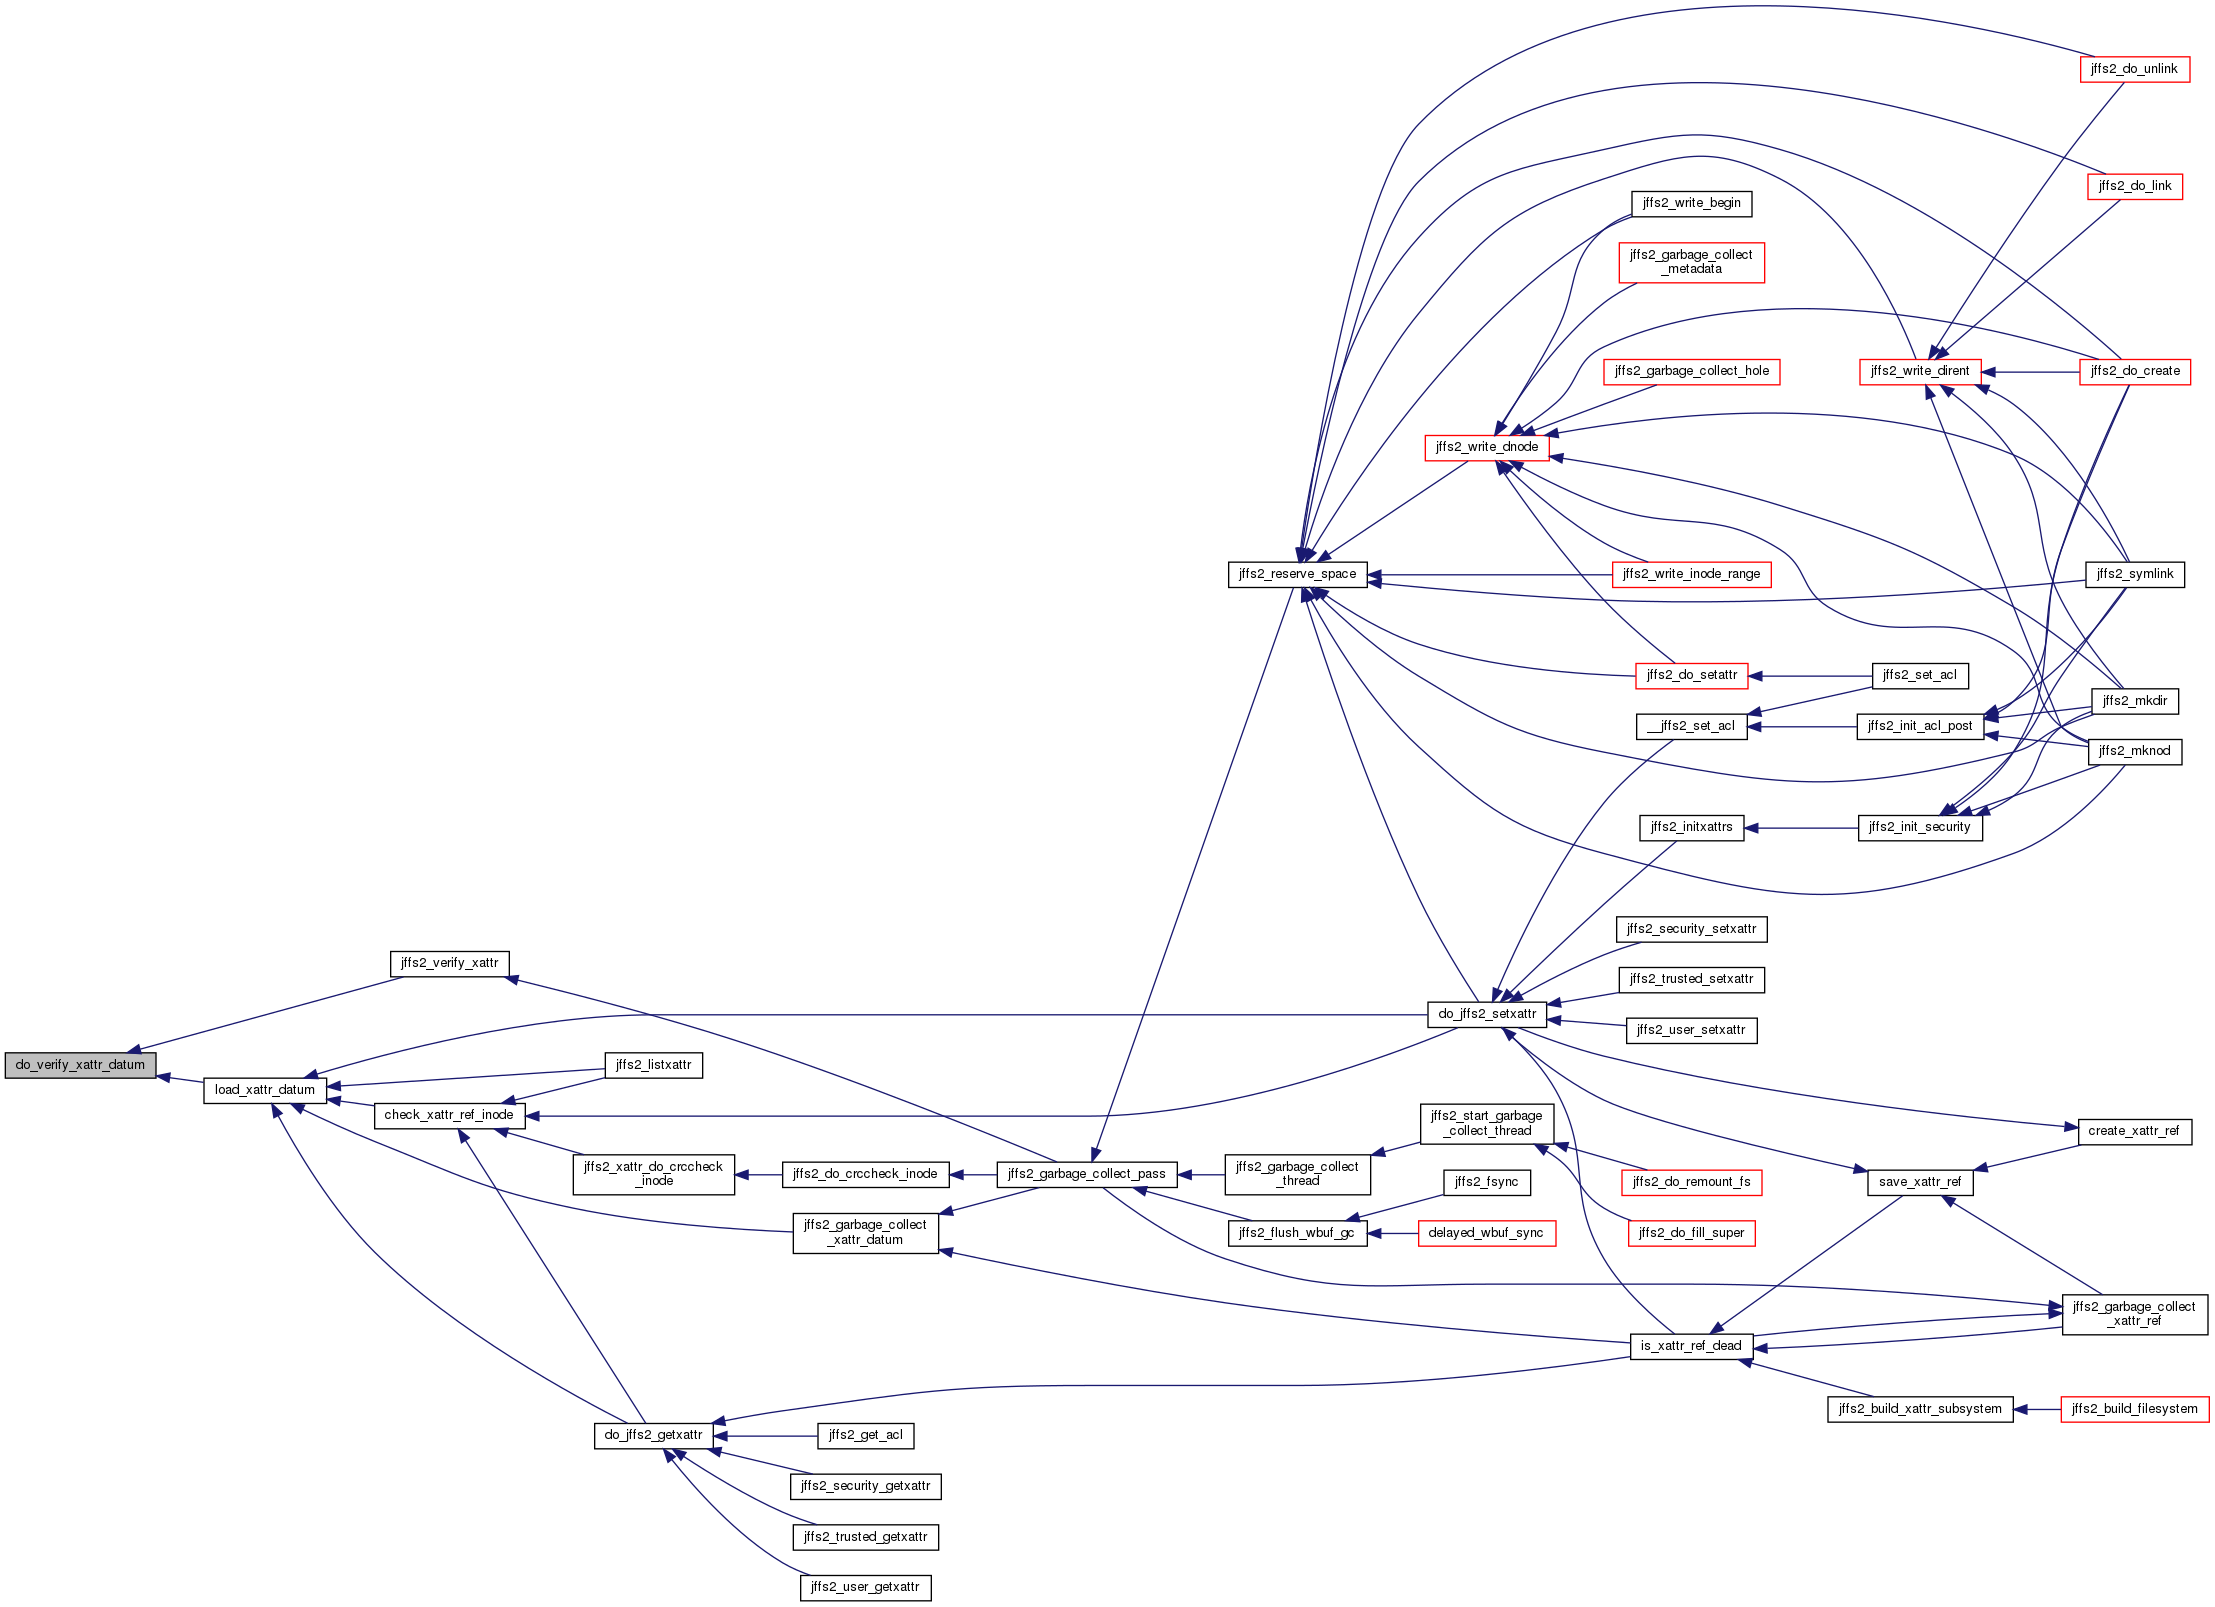 jffs2_do_unlink
jffs2_do_link
jffs2_write_begin
jffs2_garbage_collect
_metadata
jffs2_garbage_collect_hole
jffs2_write_dirent
jffs2_do_create
jffs2_write_dnode
jffs2_reserve_space
jffs2_write_inode_range
jffs2_symlink
jffs2_do_setattr
jffs2_set_acl
jffs2_mkdir
__jffs2_set_acl
jffs2_init_acl_post
jffs2_mknod
jffs2_initxattrs
jffs2_init_security
jffs2_security_setxattr
jffs2_verify_xattr
jffs2_trusted_setxattr
do_jffs2_setxattr
jffs2_user_setxattr
do_verify_xattr_datum
jffs2_listxattr
load_xattr_datum
check_xattr_ref_inode
jffs2_start_garbage
_collect_thread
create_xattr_ref
jffs2_xattr_do_crccheck
_inode
jffs2_do_crccheck_inode
jffs2_garbage_collect_pass
jffs2_garbage_collect
_thread
jffs2_fsync
jffs2_do_remount_fs
save_xattr_ref
jffs2_garbage_collect
_xattr_datum
jffs2_flush_wbuf_gc
delayed_wbuf_sync
jffs2_do_fill_super
jffs2_garbage_collect
_xattr_ref
is_xattr_ref_dead
jffs2_build_xattr_subsystem
jffs2_build_filesystem
do_jffs2_getxattr
jffs2_get_acl
jffs2_security_getxattr
jffs2_trusted_getxattr
jffs2_user_getxattr